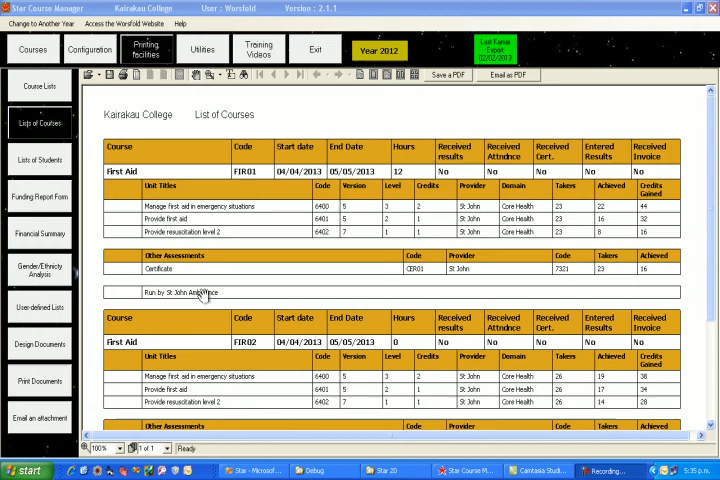 Star Course Manager Kairakau College User : Worsfold Version : 2.1.1
Change to Another Year Access the Worsfold Website Help
Courses Configuration Printing facilities Utilities Training Videos Exit Year 2012 Last Kamar Export 02/02/2013
Save a PDF Email as PDF
Course Lists
Lists of Courses
Lists of Students
Funding Report Form
Financial Summary
Gender/Ethnicity Analysis
User-defined Lists
Design Documents
Print Documents
Email an attachment
Kairakau College List of Courses
Course Code Start date End Date Hours Received results Received Attndnce Received Cert. Entered Results Received Invoice
First Aid FIR01 04/04/2013 05/05/2013 12 No No No No No
Unit Titles Code Version Level Credits Provider Domain Takers Achieved Credits Gained
Manage first aid in emergency situations 6400 5 3 2 St John Core Health 23 22 44
Provide first aid 6401 5 2 1 St John Core Health 23 16 32
Provide resuscitation level 2 6402 7 1 1 St John Core Health 23 8 16
Other Assessments Code Provider Code Takers Achieved
Certificate CER01 St John 7321 23 16
Run by St John Ambulance
Course Code Start date End Date Hours Received results Received Attndnce Received Cert. Entered Results Received Invoice
First Aid FIR02 04/04/2013 05/05/2013 0 No No No No No
Unit Titles Code Version Level Credits Provider Domain Takers Achieved Credits Gained
Manage first aid in emergency situations 6400 5 3 2 St John Core Health 26 19 38
Provide first aid 6401 5 2 1 St John Core Health 26 17 34
Provide resuscitation level 2 6402 7 1 1 St John Core Health 26 14 28
Other Assessments Code Provider Code Takers Achieved
100% 1 of 1 Ready
start Star - Microsof... Debug Star 20 Star Course M... Camtasia Studi... Recording... 5:35 p.m.